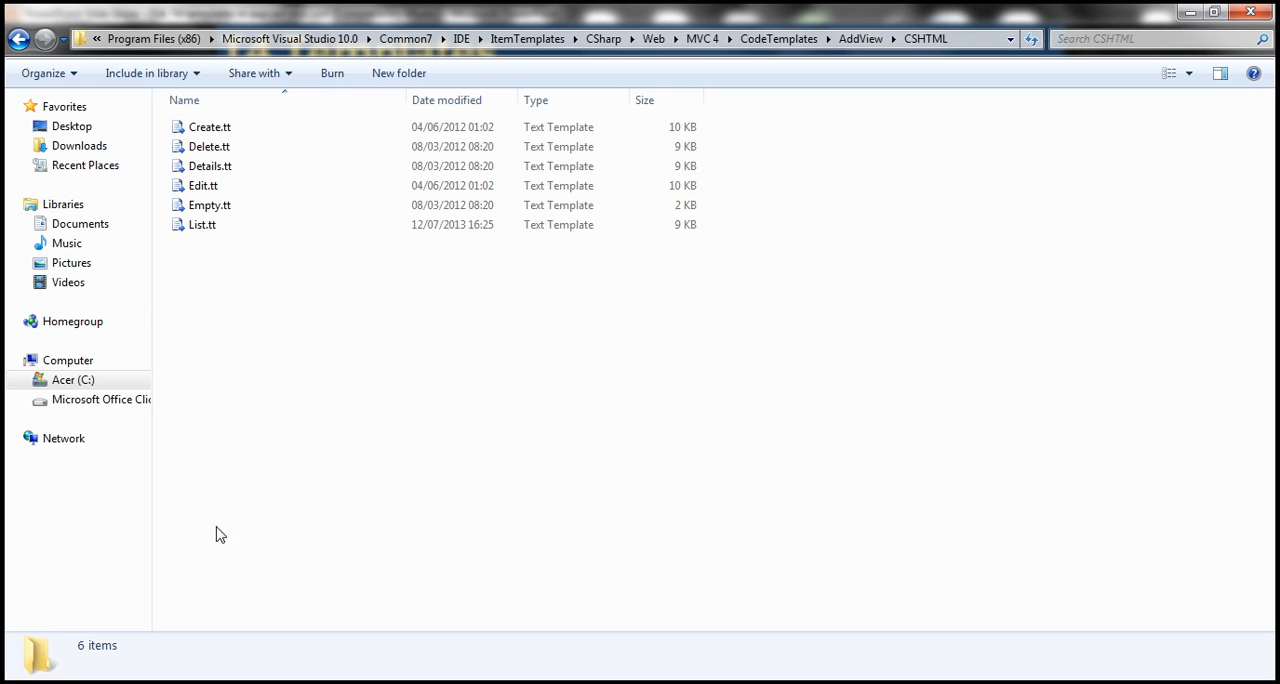 « Program Files (x86) Microsoft Visual Studio 10.0 Common7 IDE ItemTemplates CSharp Web MVC 4 CodeTemplates AddView CSHTML Search CSHTML
Organize Include in library Share with Burn New folder
Name Date modified Type Size
Favorites
Desktop
Downloads
Recent Places
Libraries
Documents
Music
Pictures
Videos
Homegroup
Computer
Acer (C:)
Microsoft Office Clic
Network
Create.tt 04/06/2012 01:02 Text Template 10 KB
Delete.tt 08/03/2012 08:20 Text Template 9 KB
Details.tt 08/03/2012 08:20 Text Template 9 KB
Edit.tt 04/06/2012 01:02 Text Template 10 KB
Empty.tt 08/03/2012 08:20 Text Template 2 KB
List.tt 12/07/2013 16:25 Text Template 9 KB
6 items